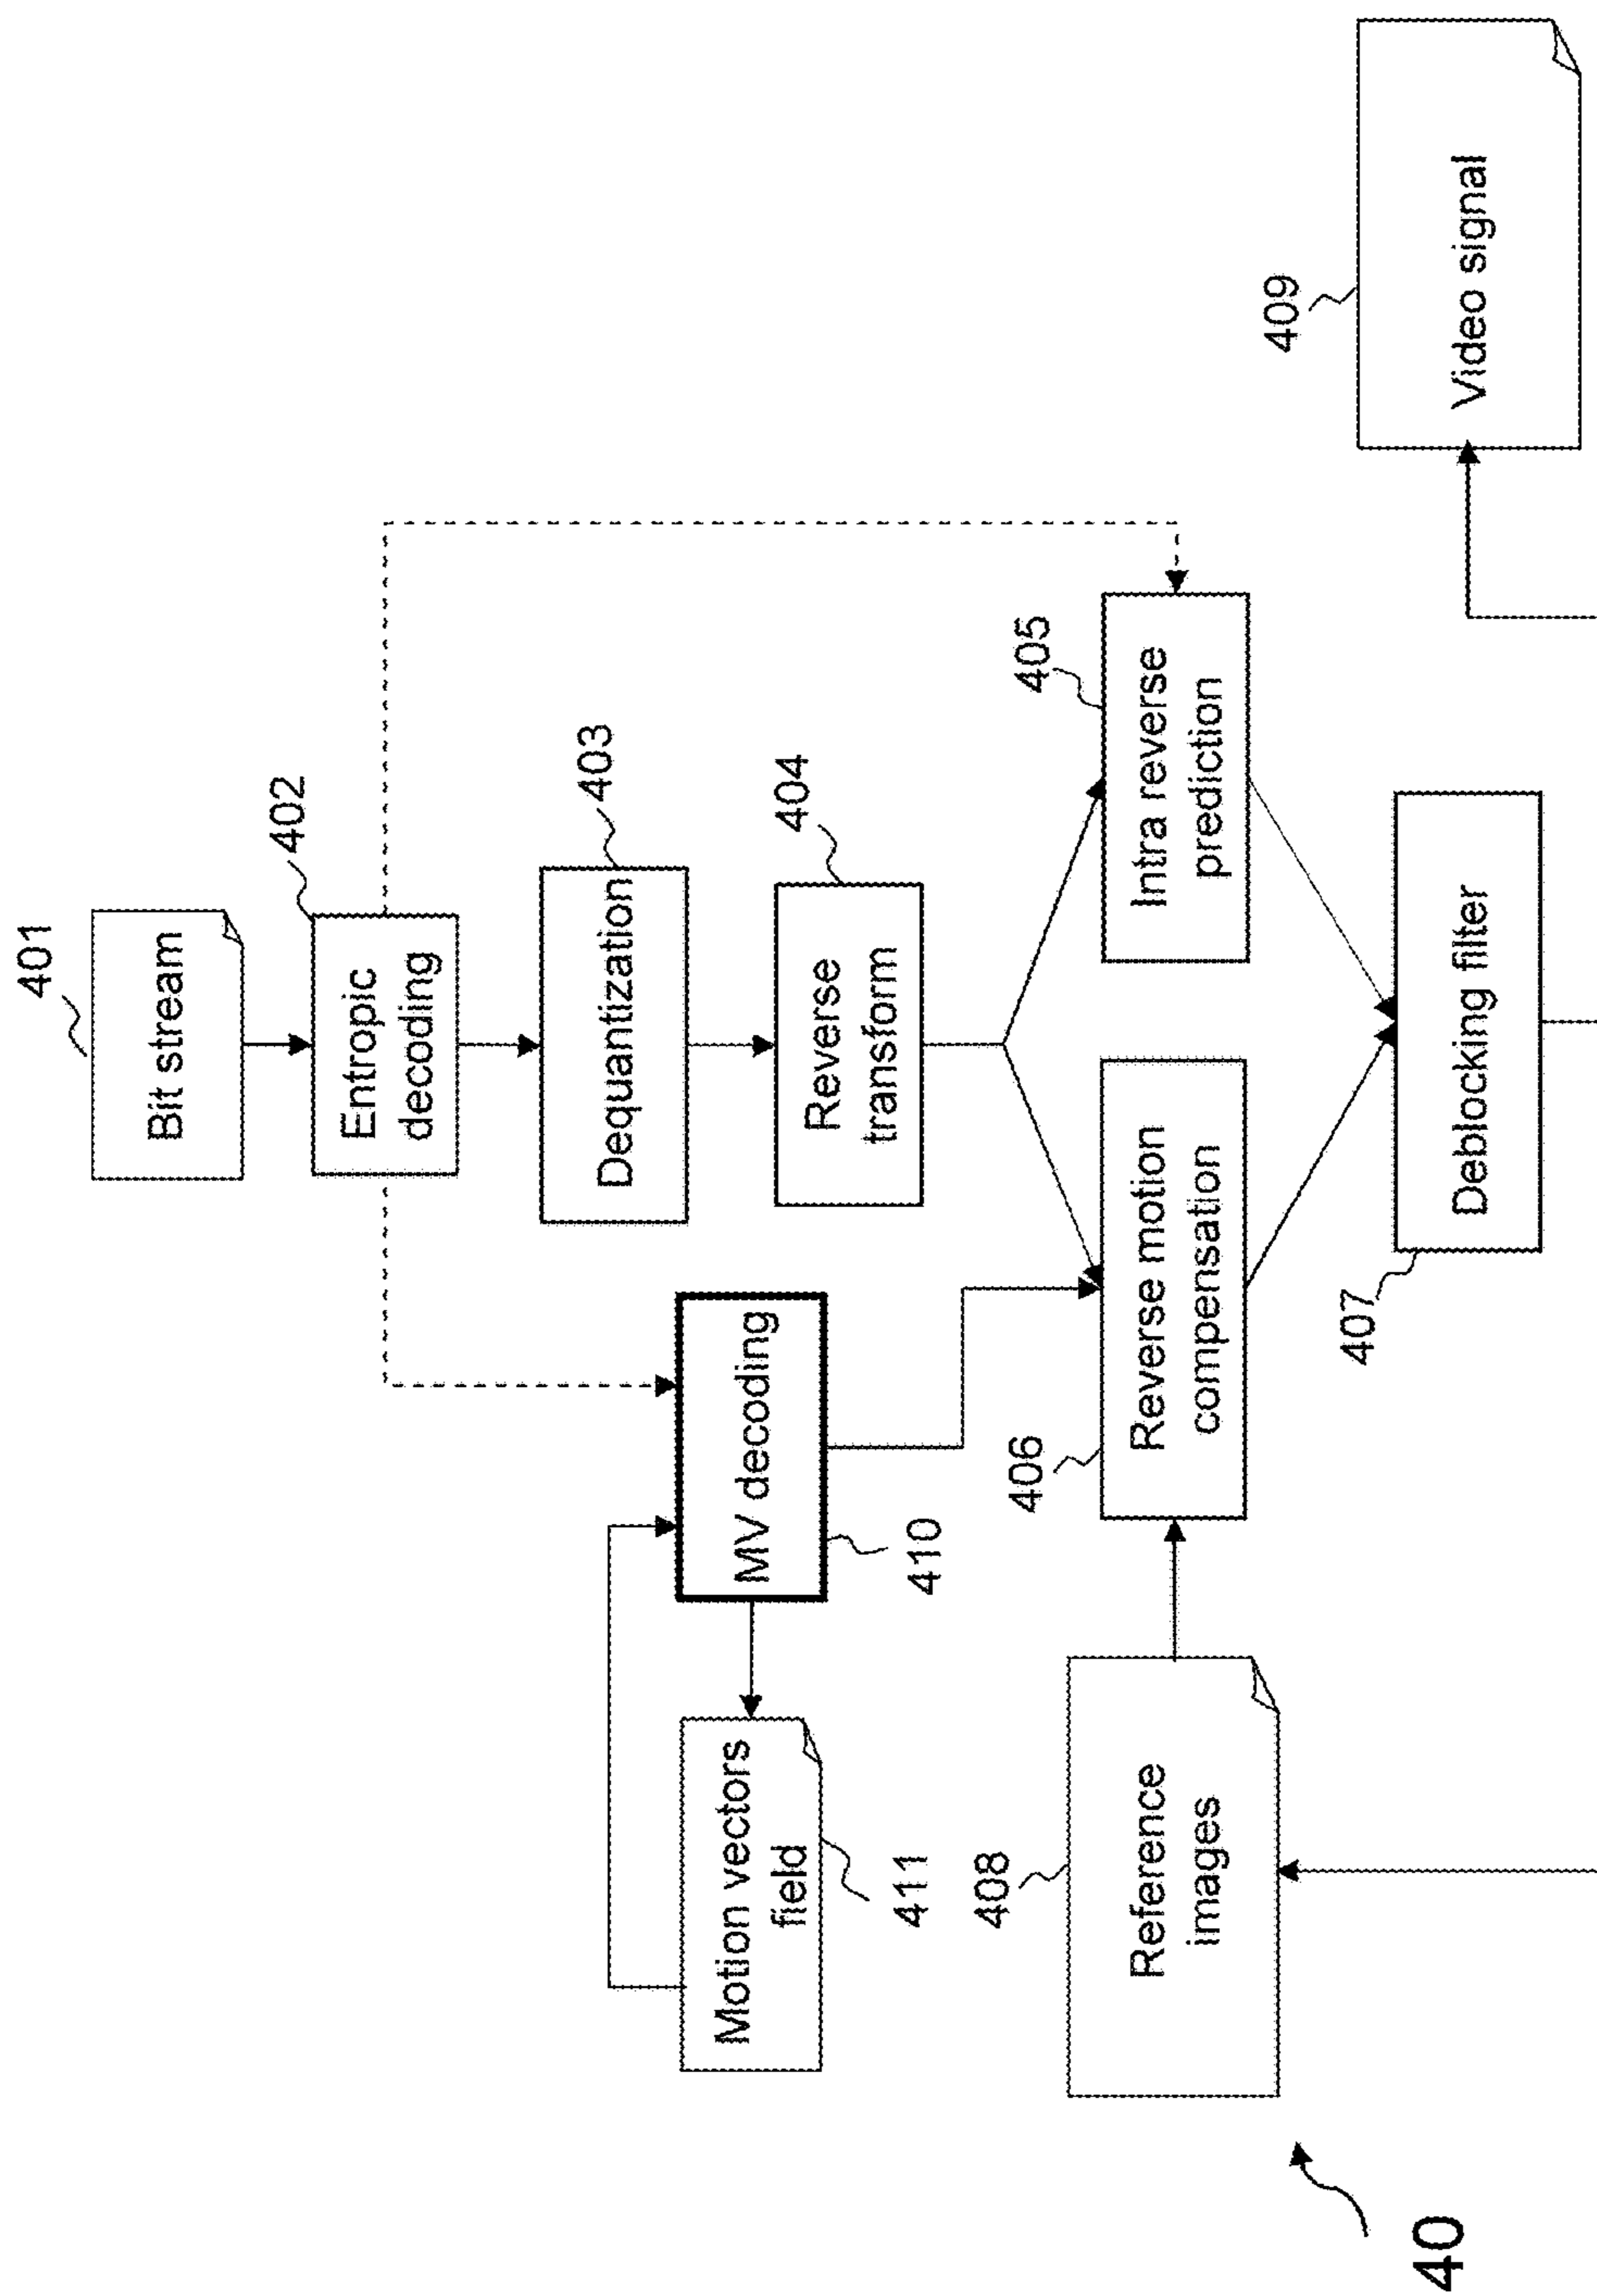 401
Bit stream
402
Entropic
decoding
403
Dequantization
404
Reverse
transform
MV decoding
410
Motion vectors
field
411
405
Intra reverse
prediction
406
Reverse motion
compensation
408
Reference
images
407
Deblocking filter
409
Video signal
40